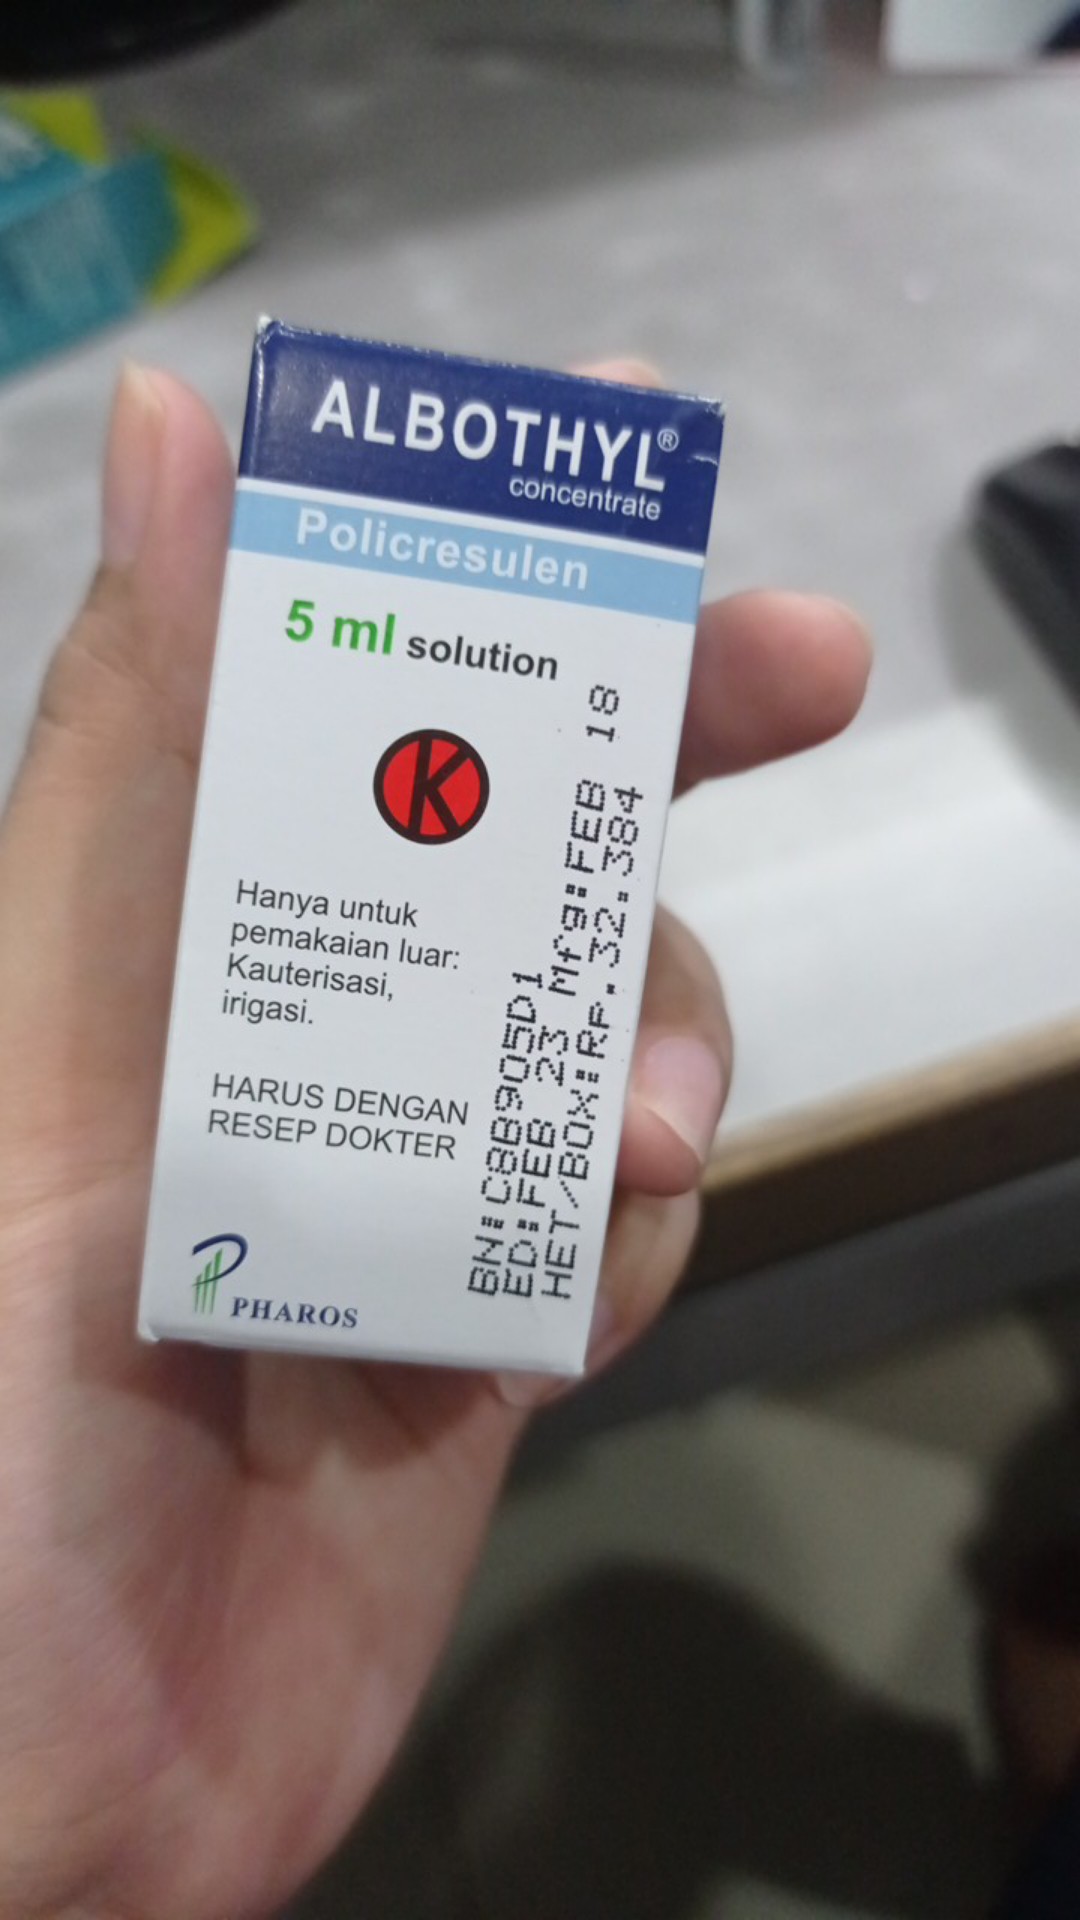 ALBOTHYL®
concentrate
Policresulen
5 ml solution
K
Hanya untuk
pemakaian luar:
Kauterisasi,
irigasi.
HARUS DENGAN
RESEP DOKTER
PHAROS
BN:C8B905D1
ED:FEB 23 Mfg:FEB 18
HET/BOX:RP.32.384